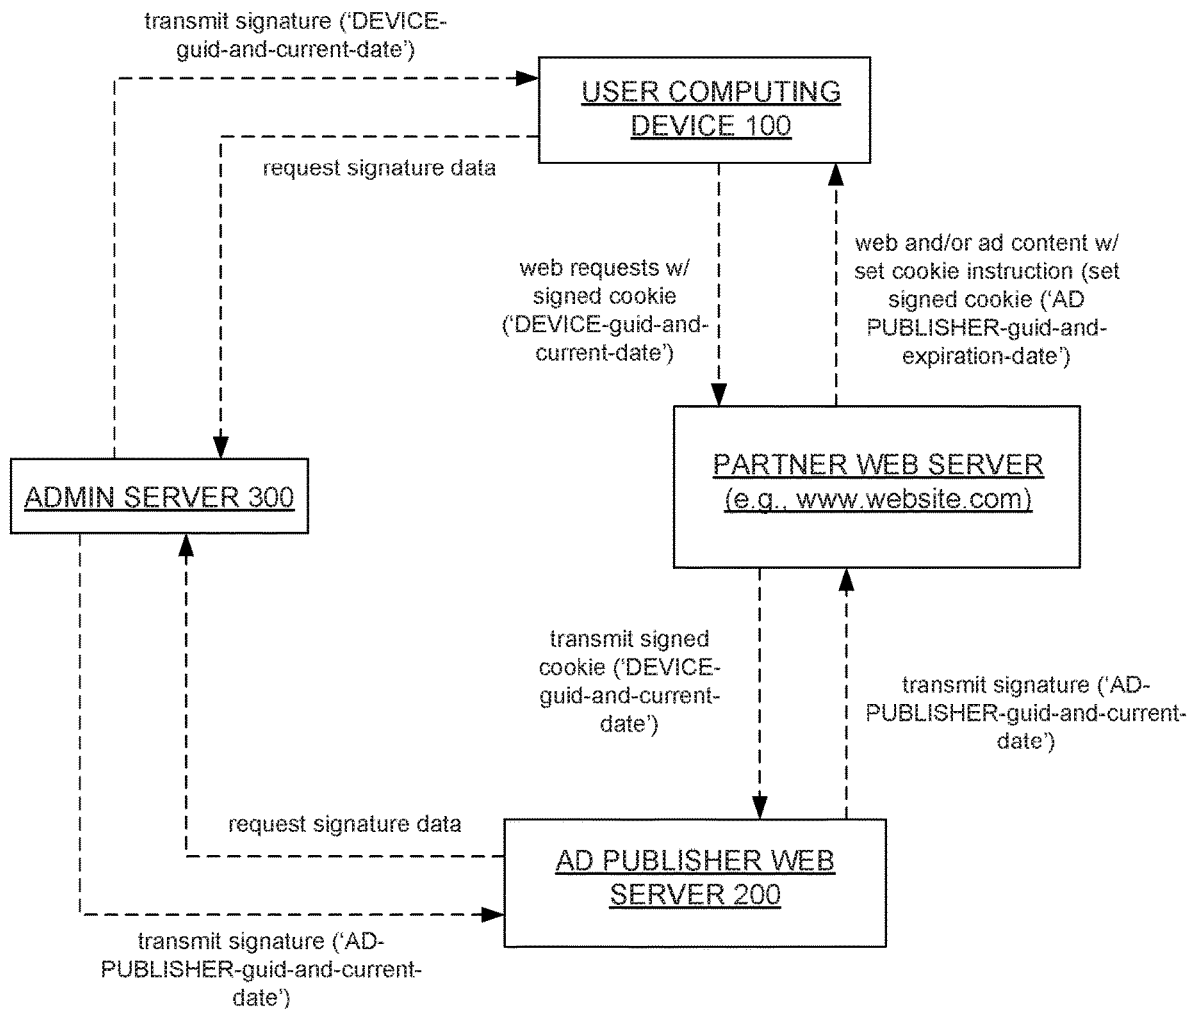 transmit signature ('DEVICE-
guid-and-current-date')
USER COMPUTING
DEVICE 100
request signature data
web requests w/
signed cookie
('DEVICE-guid-and-
current-date')
web and/or ad content w/
set cookie instruction (set
signed cookie ('AD
PUBLISHER-guid-and-
expiration-date')
ADMIN SERVER 300
PARTNER WEB SERVER
(e.g., www.website.com)
transmit signed
cookie ('DEVICE-
guid-and-current-
date')
transmit signature ('AD-
PUBLISHER-guid-and-current-
date')
request signature data
AD PUBLISHER WEB
SERVER 200
transmit signature ('AD-
PUBLISHER-guid-and-current-
date')